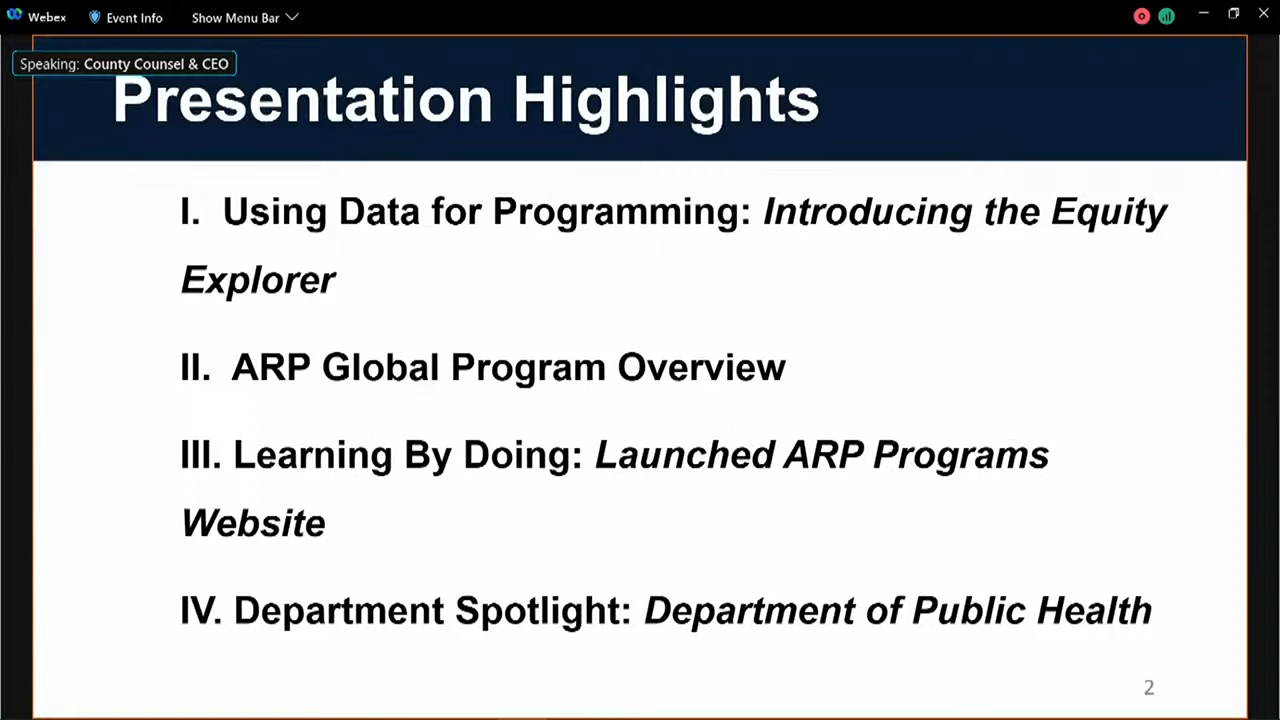 Webex Event Info Show Menu Bar
Speaking: County Counsel & CEO
Presentation Highlights
I. Using Data for Programming: Introducing the Equity
Explorer
II. ARP Global Program Overview
III. Learning By Doing: Launched ARP Programs
Website
IV. Department Spotlight: Department of Public Health
2